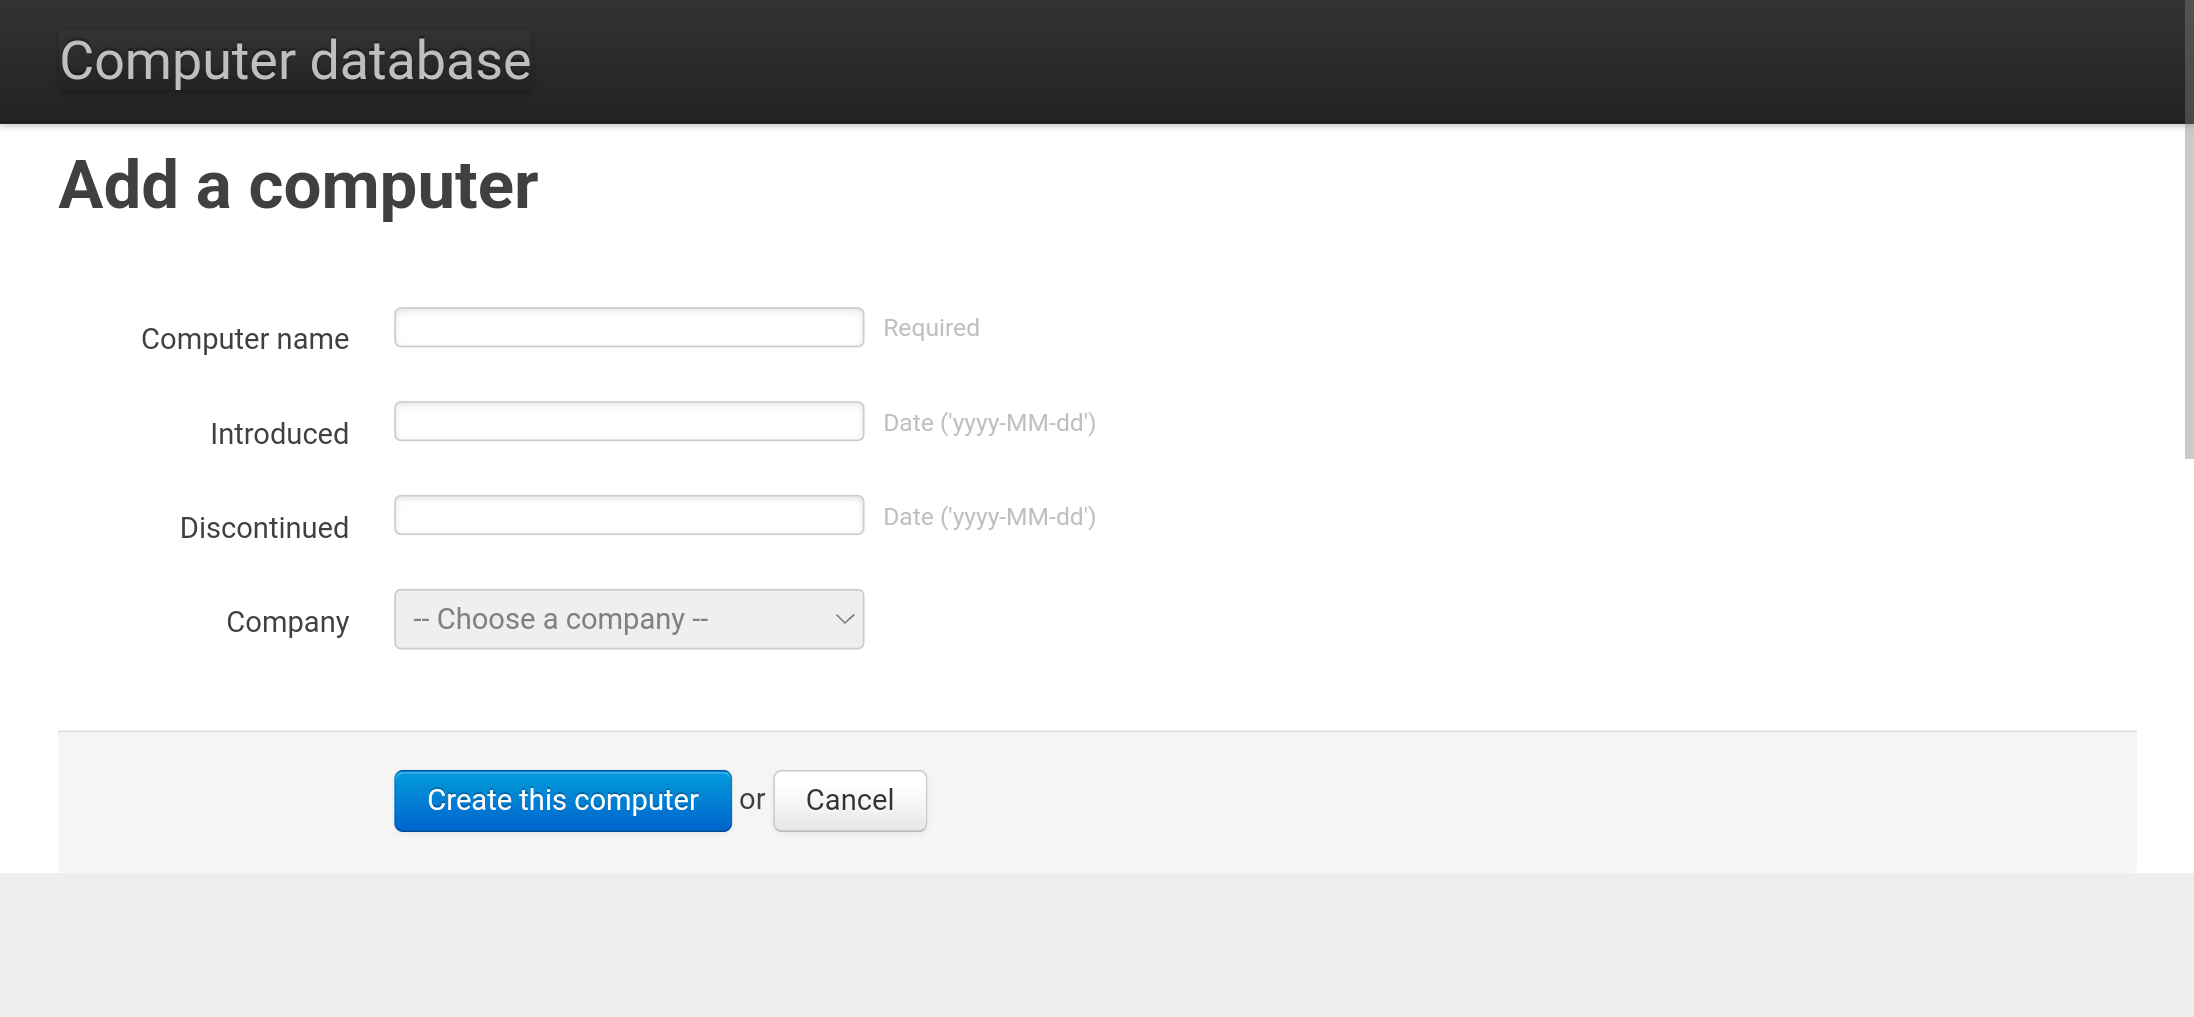 Computer database
Add a computer
Computer name
Required
Introduced
Date ('yyyy-MM-dd')
Discontinued
Date ('yyyy-MM-dd')
Company
-- Choose a company --
Create this computer or Cancel